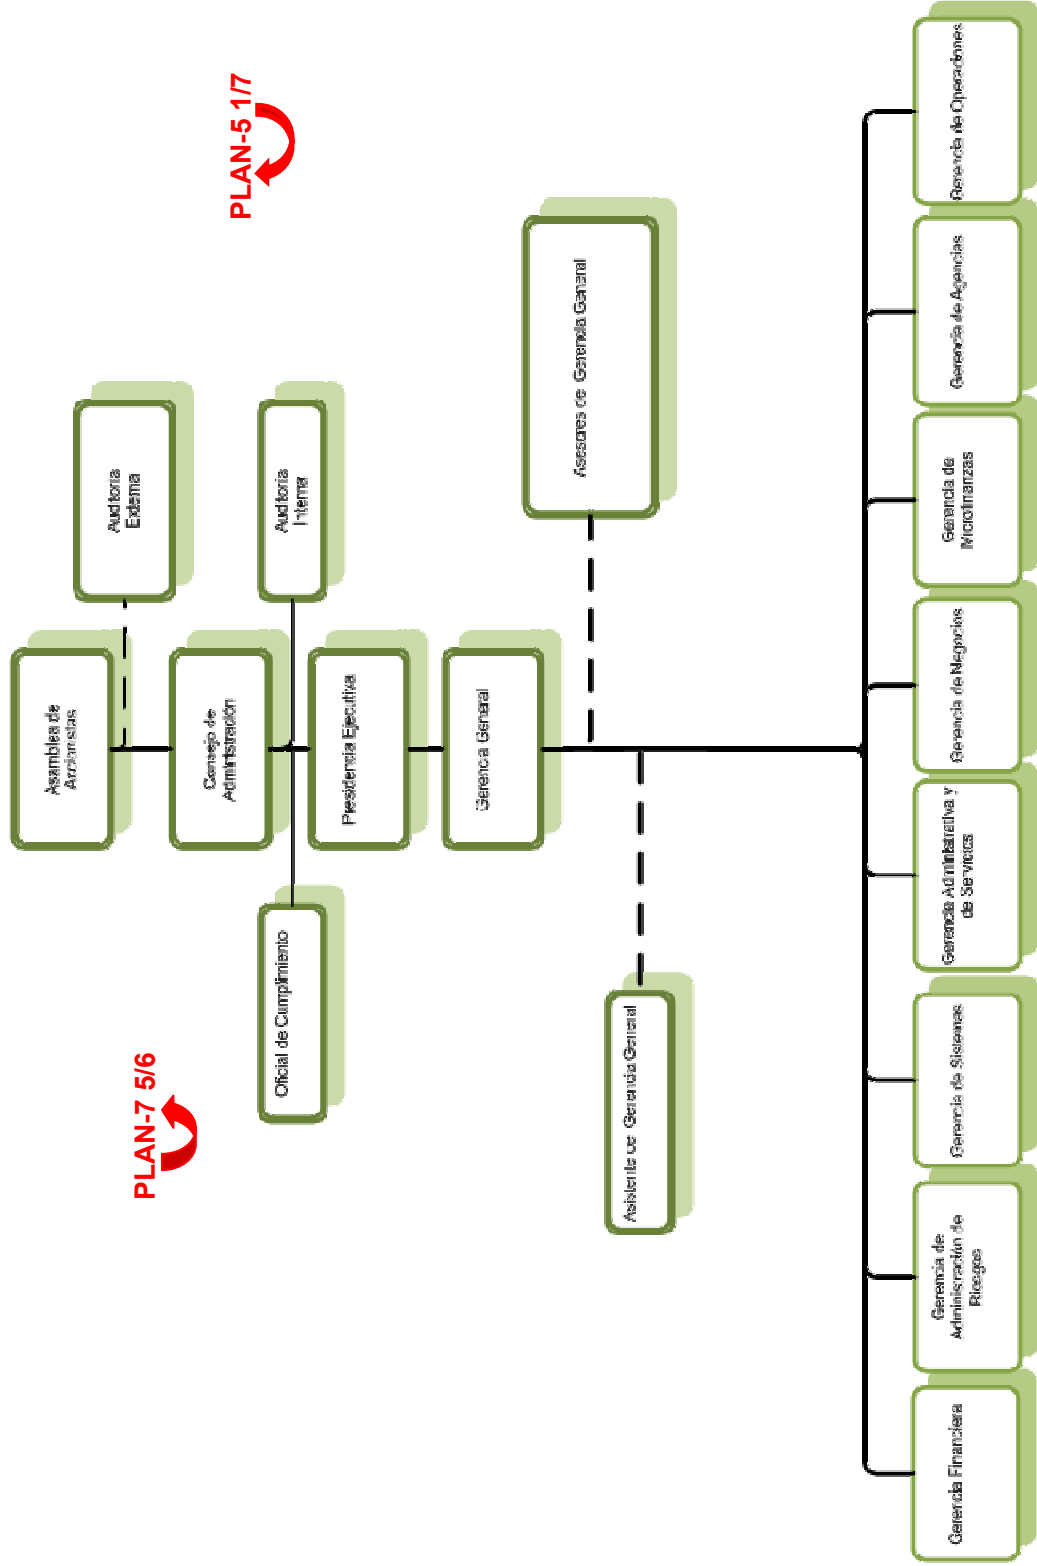 PLAN-7 5/6
PLAN-5 1/7
Asamblea de
Accionistas
Auditoria
Externa
Consejo de
Administración
Oficial de Cumplimiento
Auditoria
Interna
Presidencia Ejecutiva
Gerencia General
Asesores de Gerencia General
Asistente de Gerencia General
Gerencia Financiera
Gerencia de
Administración de
Riesgos
Gerencia de Sistemas
Gerencia Administrativa y
de Servicios
Gerencia de Negocios
Gerencia de
Microfinanzas
Gerencia de Agencias
Gerencia de Operaciones